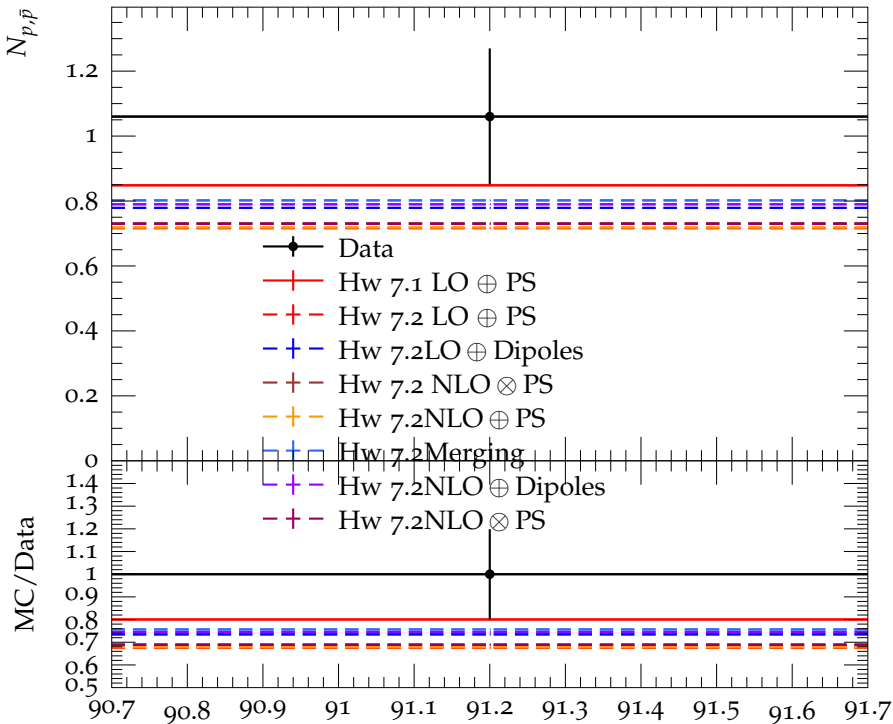 N_{p,p̄}
1.2
1
0.8
0.6
0.4
0.2
0
Data
Hw 7.1 LO ⊕ PS
Hw 7.2 LO ⊕ PS
Hw 7.2LO ⊕ Dipoles
Hw 7.2 NLO ⊗ PS
Hw 7.2NLO ⊕ PS
Hw 7.2Merging
Hw 7.2NLO ⊕ Dipoles
Hw 7.2NLO ⊗ PS
MC/Data
1.4
1.3
1.2
1.1
1
0.9
0.8
0.7
0.6
0.5
90.7 90.8 90.9 91 91.1 91.2 91.3 91.4 91.5 91.6 91.7